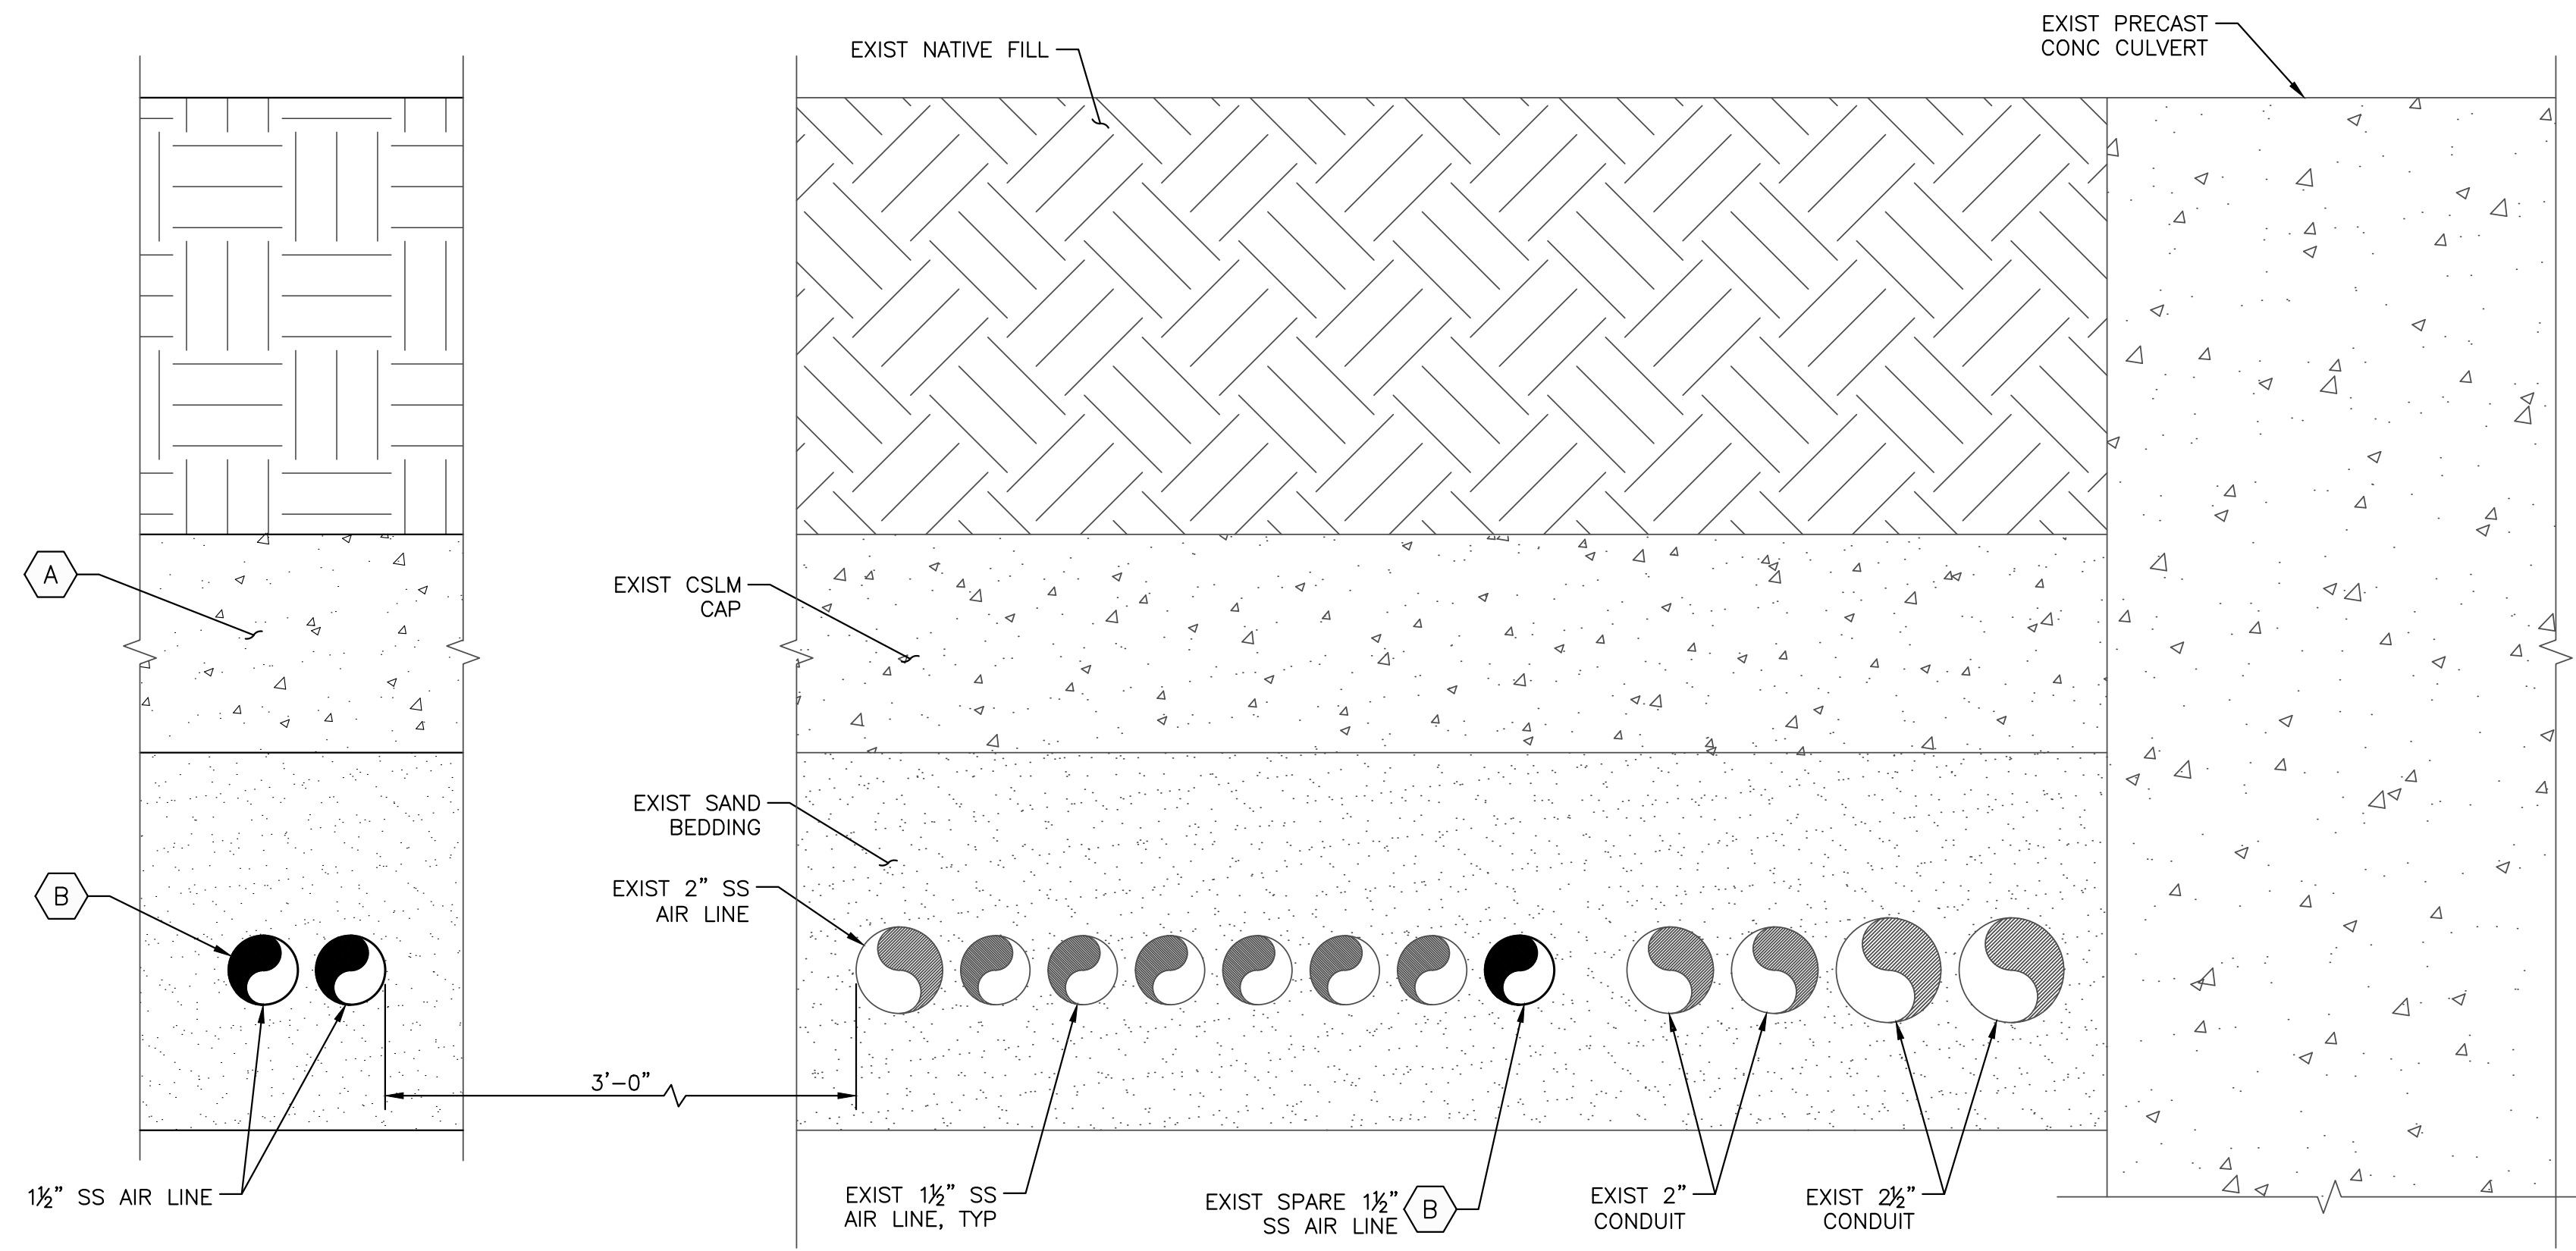 EXIST PRECAST
CONC CULVERT
EXIST NATIVE FILL
A
EXIST CSLM
CAP
EXIST SAND
BEDDING
B
EXIST 2" SS
AIR LINE
3'-0"
1½" SS AIR LINE
EXIST 1½" SS
AIR LINE, TYP
EXIST SPARE 1½"
SS AIR LINE
B
EXIST 2"
CONDUIT
EXIST 2½"
CONDUIT